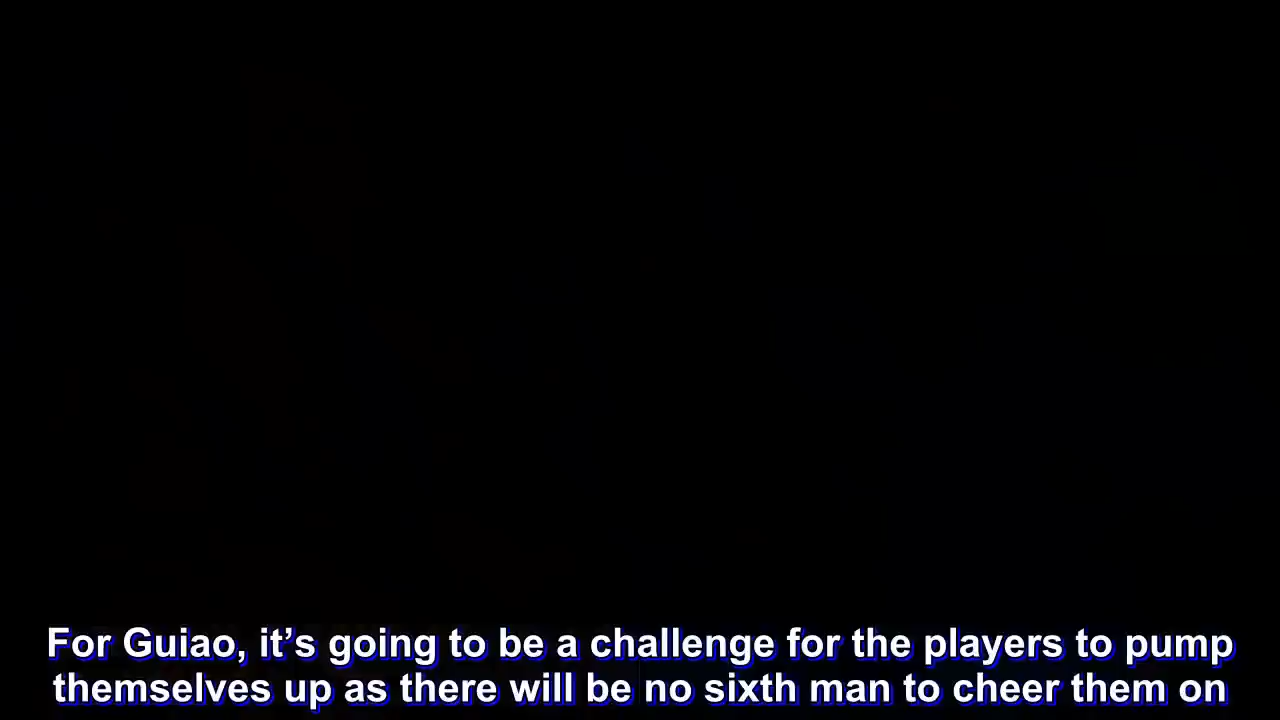 For Guiao, it’s going to be a challenge for the players to pump
themselves up as there will be no sixth man to cheer them on